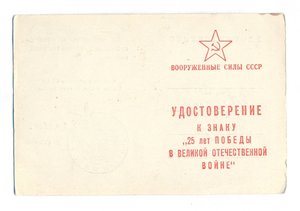 ВООРУЖЕННЫЕ СИЛЫ СССР
УДОСТОВЕРЕНИЕ
К ЗНАКУ
„25 лет ПОБЕДЫ
В ВЕЛИКОЙ ОТЕЧЕСТВЕННОЙ
ВОЙНЕ"